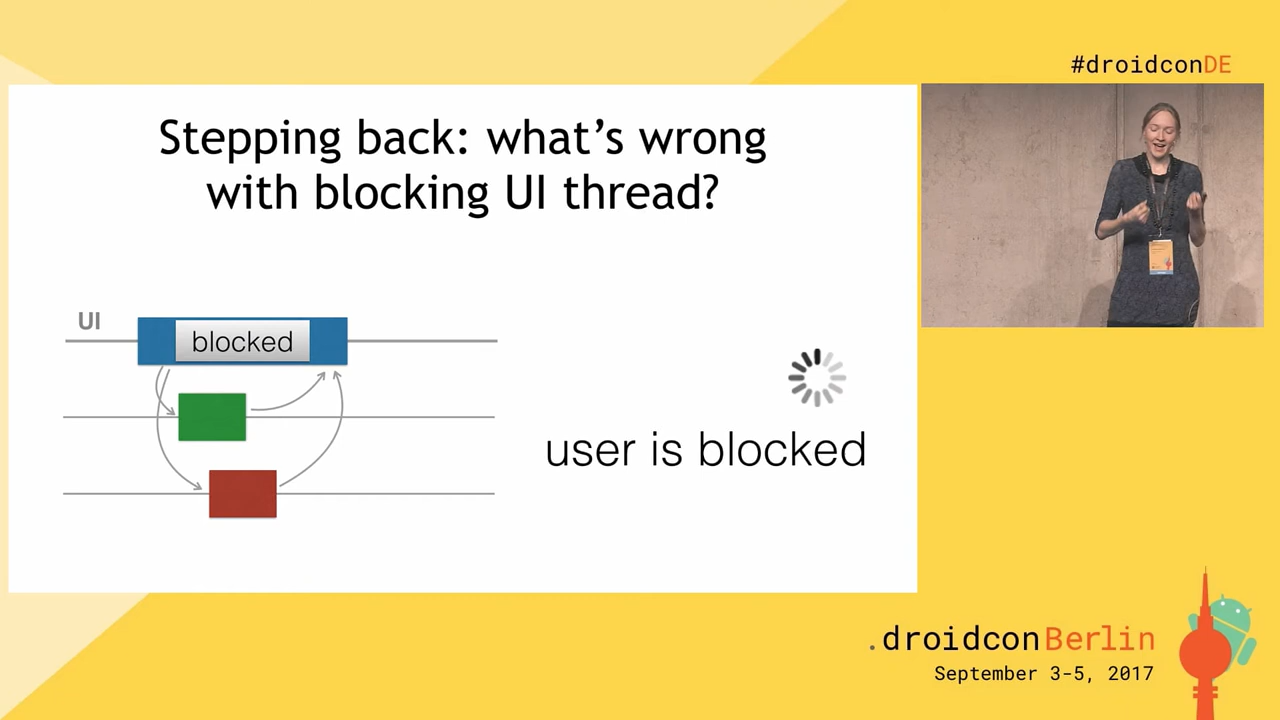 #droidconDE
Stepping back: what's wrong
with blocking UI thread?
UI
blocked
user is blocked
.droidconBerlin
September 3-5, 2017